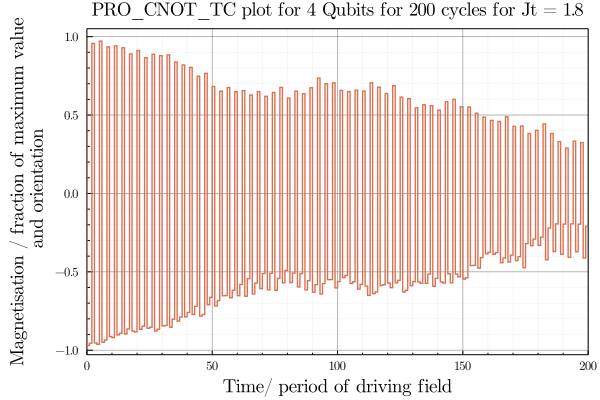 PRO_CNOT_TC plot for 4 Qubits for 200 cycles for Jt = 1.8
Magnetisation / fraction of maximum value
and orientation
1.0
0.5
0.0
−0.5
−1.0
0 50 100 150 200
Time/ period of driving field